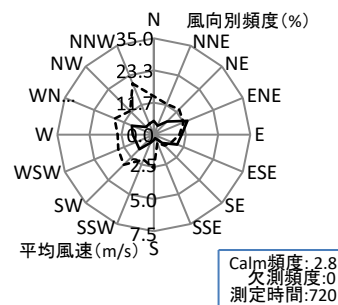 風向別頻度(%)
N
NNE
NE
ENE
E
ESE
SE
SSE
S
SSW
SW
WSW
W
WN...
NW
NNW
35.0
23.3
11.7
0.0
2.5
5.0
7.5
平均風速(m/s)
Calm頻度: 2.8
欠測頻度:0
測定時間:720